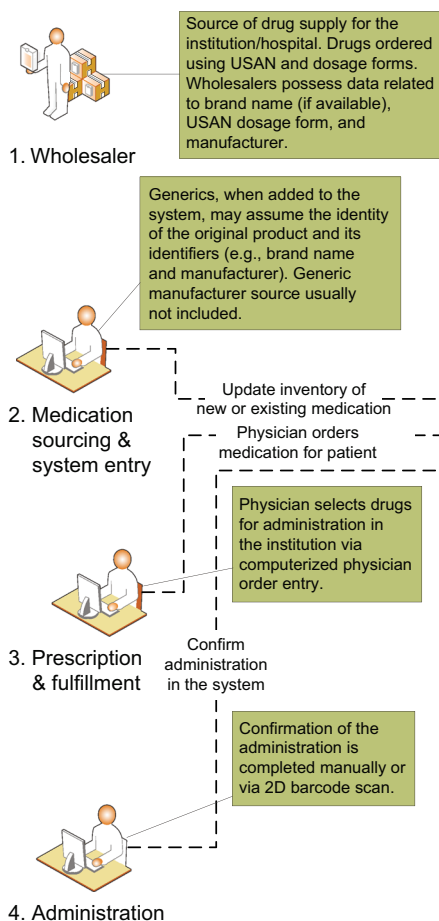 Source of drug supply for the
institution/hospital. Drugs ordered
using USAN and dosage forms.
Wholesalers possess data related
to brand name (if available),
USAN dosage form, and
manufacturer.
1. Wholesaler
Generics, when added to the
system, may assume the identity
of the original product and its
identifiers (e.g., brand name
and manufacturer). Generic
manufacturer source usually
not included.
2. Medication
sourcing &
system entry
Update inventory of
new or existing medication
Physician orders
medication for patient
Physician selects drugs
for administration in
the institution via
computerized physician
order entry.
3. Prescription
& fulfillment
Confirm
administration
in the system
Confirmation of the
administration is
completed manually or
via 2D barcode scan.
4. Administration